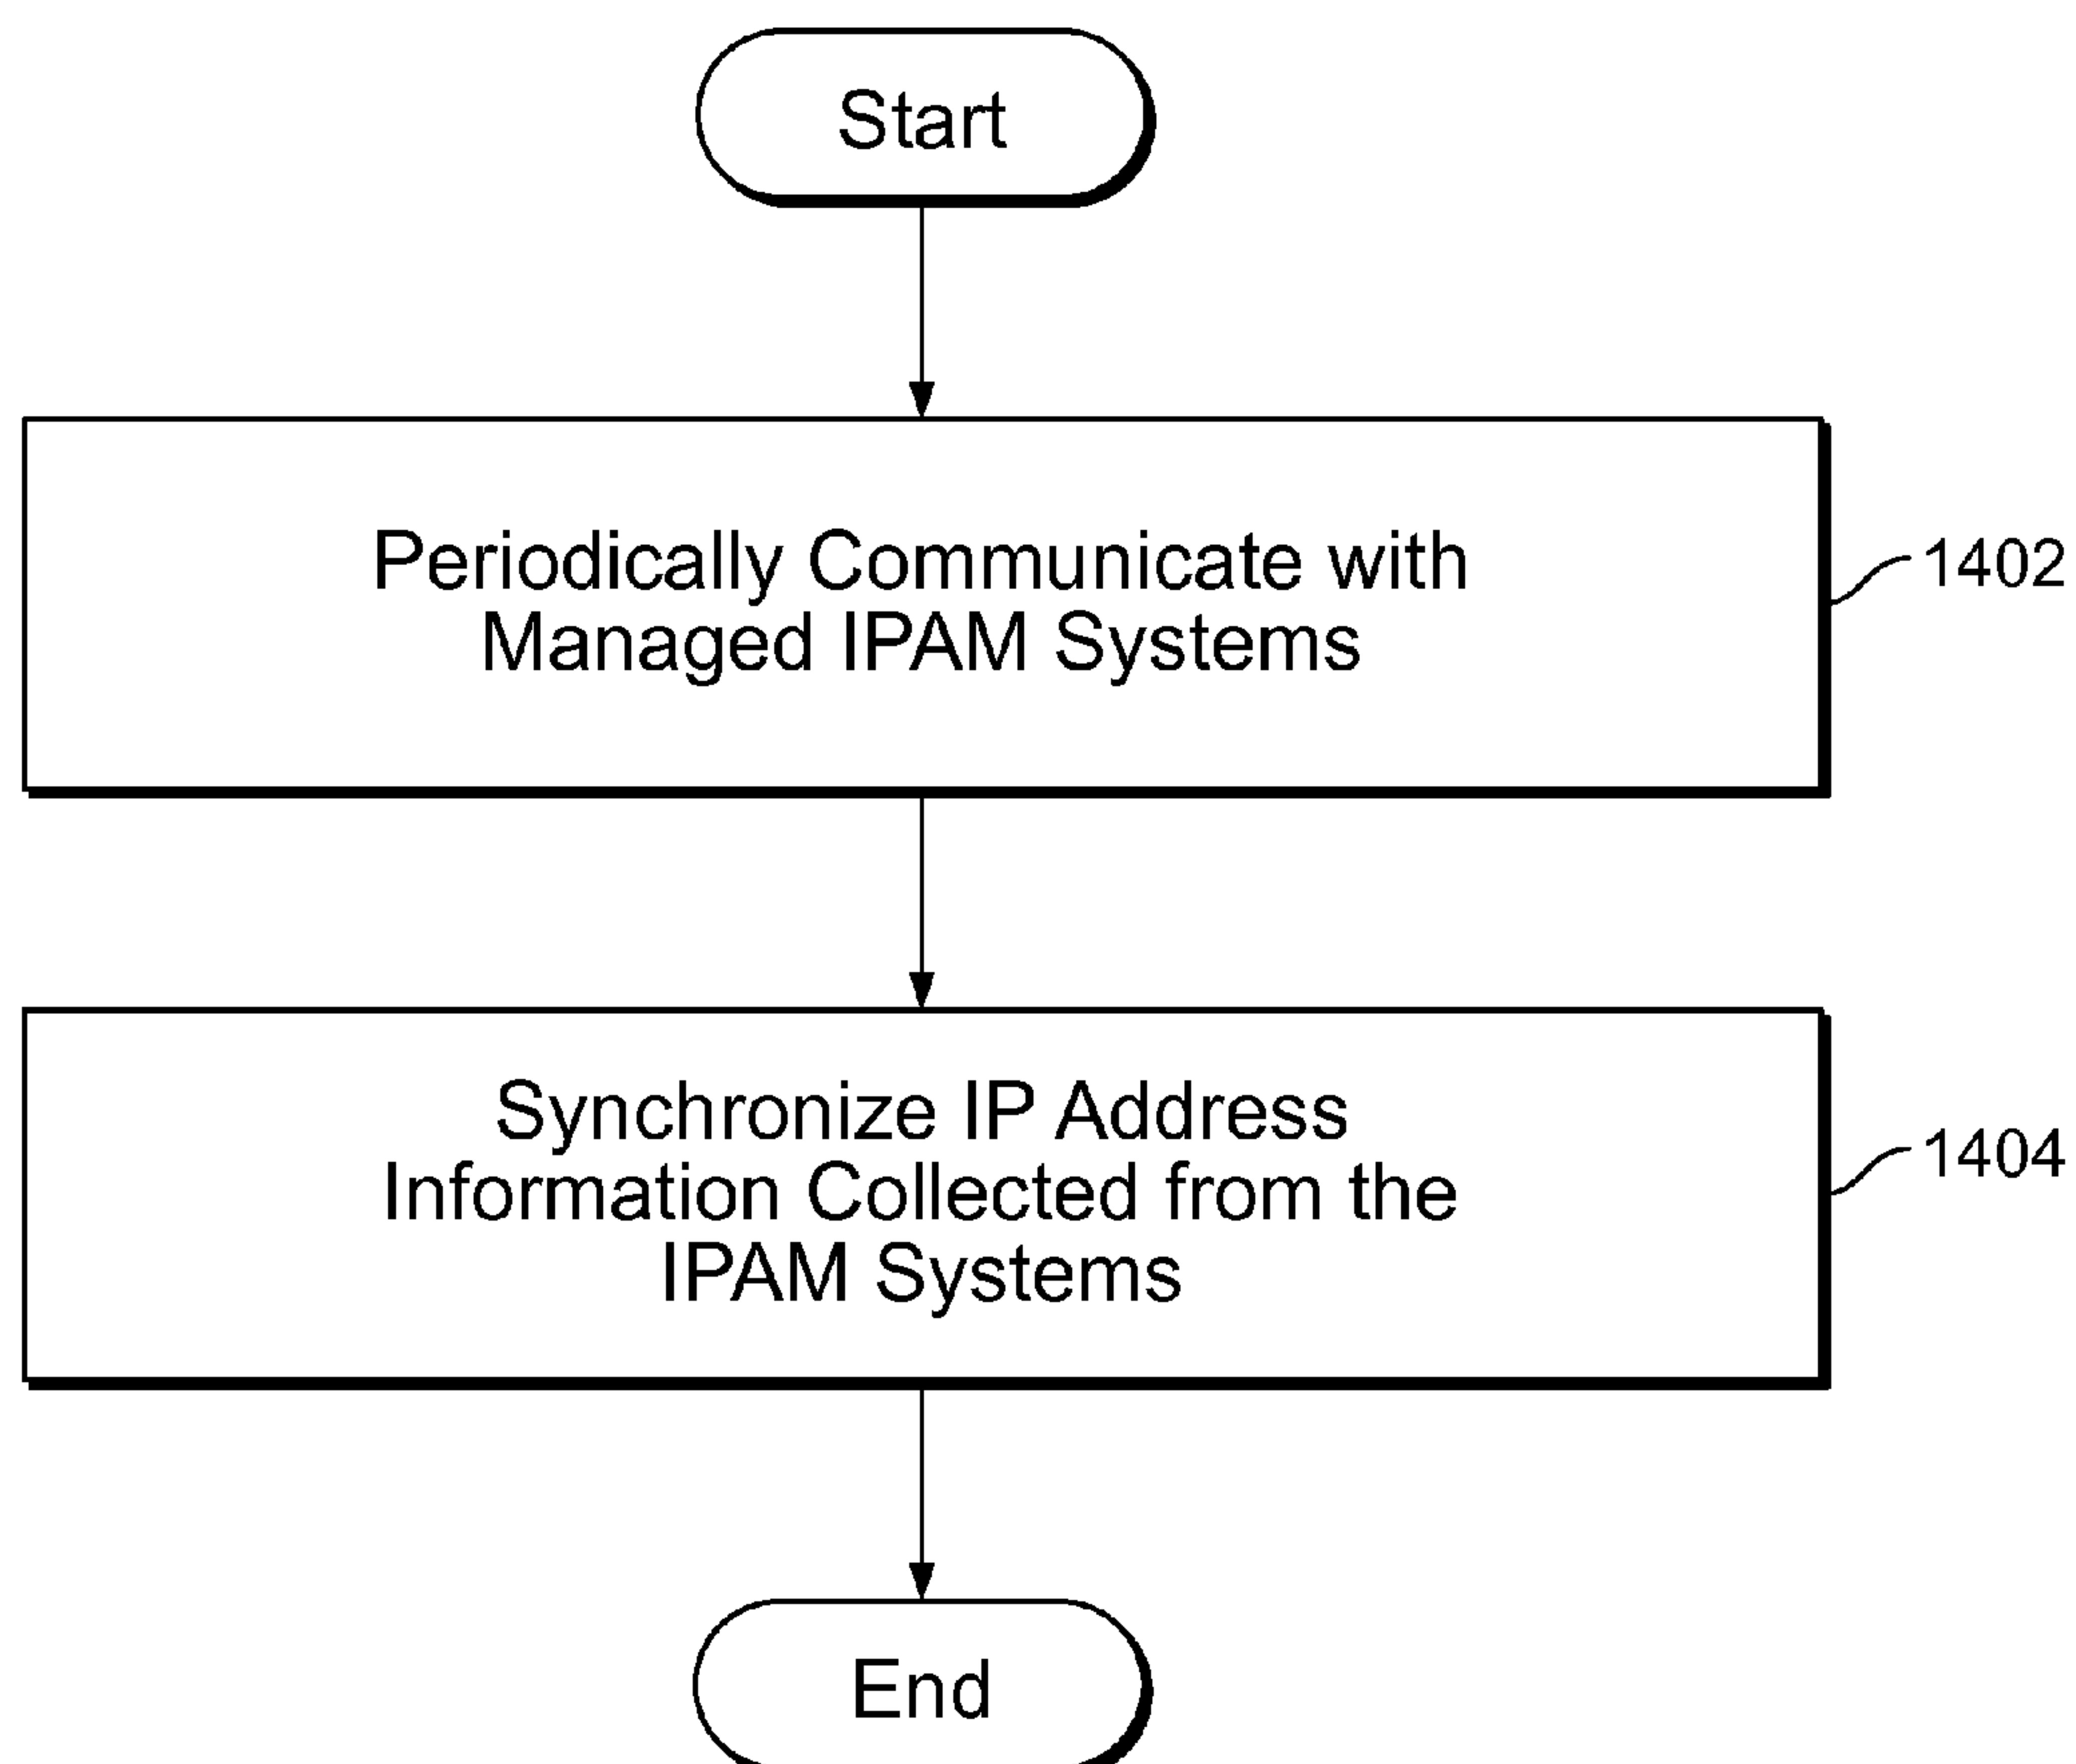 Start
Periodically Communicate with
Managed IPAM Systems
1402
Synchronize IP Address
Information Collected from the
IPAM Systems
1404
End